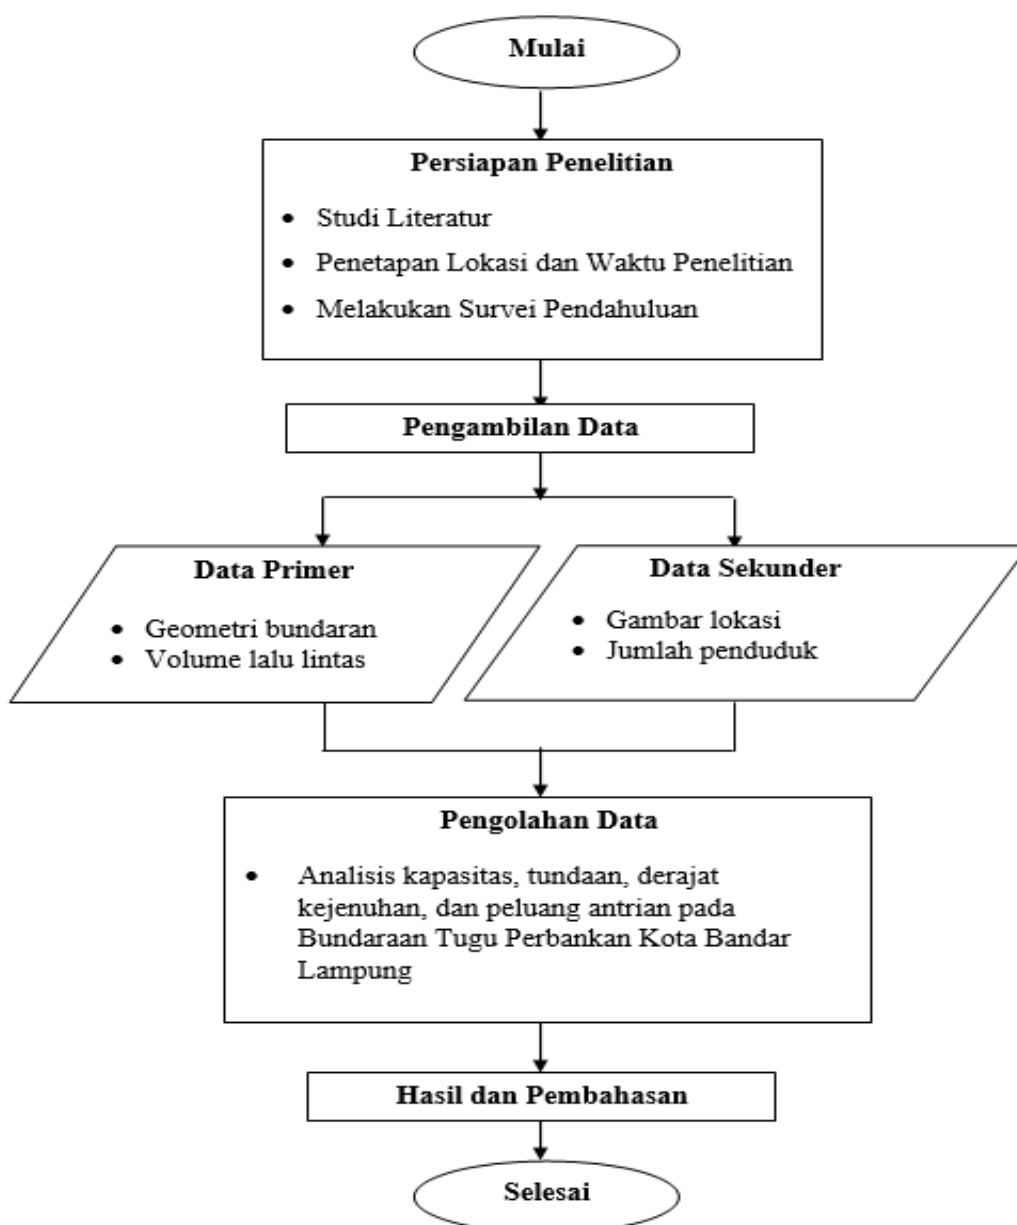 Mulai
Persiapan Penelitian
• Studi Literatur
• Penetapan Lokasi dan Waktu Penelitian
• Melakukan Survei Pendahuluan
Pengambilan Data
Data Primer
• Geometri bundaran
• Volume lalu lintas
Data Sekunder
• Gambar lokasi
• Jumlah penduduk
Pengolahan Data
• Analisis kapasitas, tundaan, derajat
kejenuhan, dan peluang antrian pada
Bundaraan Tugu Perbankan Kota Bandar
Lampung
Hasil dan Pembahasan
Selesai